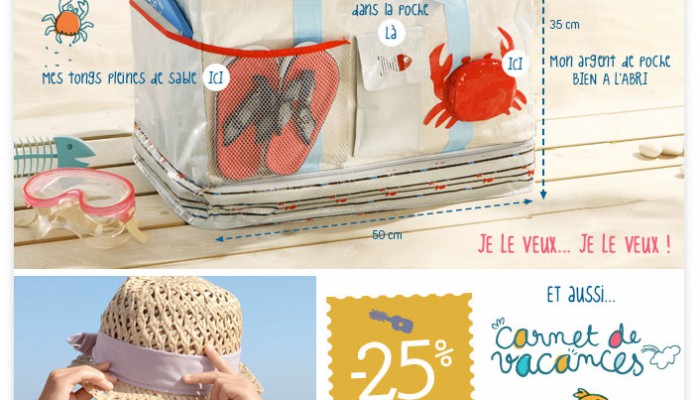 dans la poche
Là
35 cm
Mes tongs pleines de sable
ICI
ICI
Mon argent de poche
BIEN A L'ABRI
50 cm
JE LE VEUX... JE LE VEUX !
ET AUSSI...
carnet de
vacances
-25%